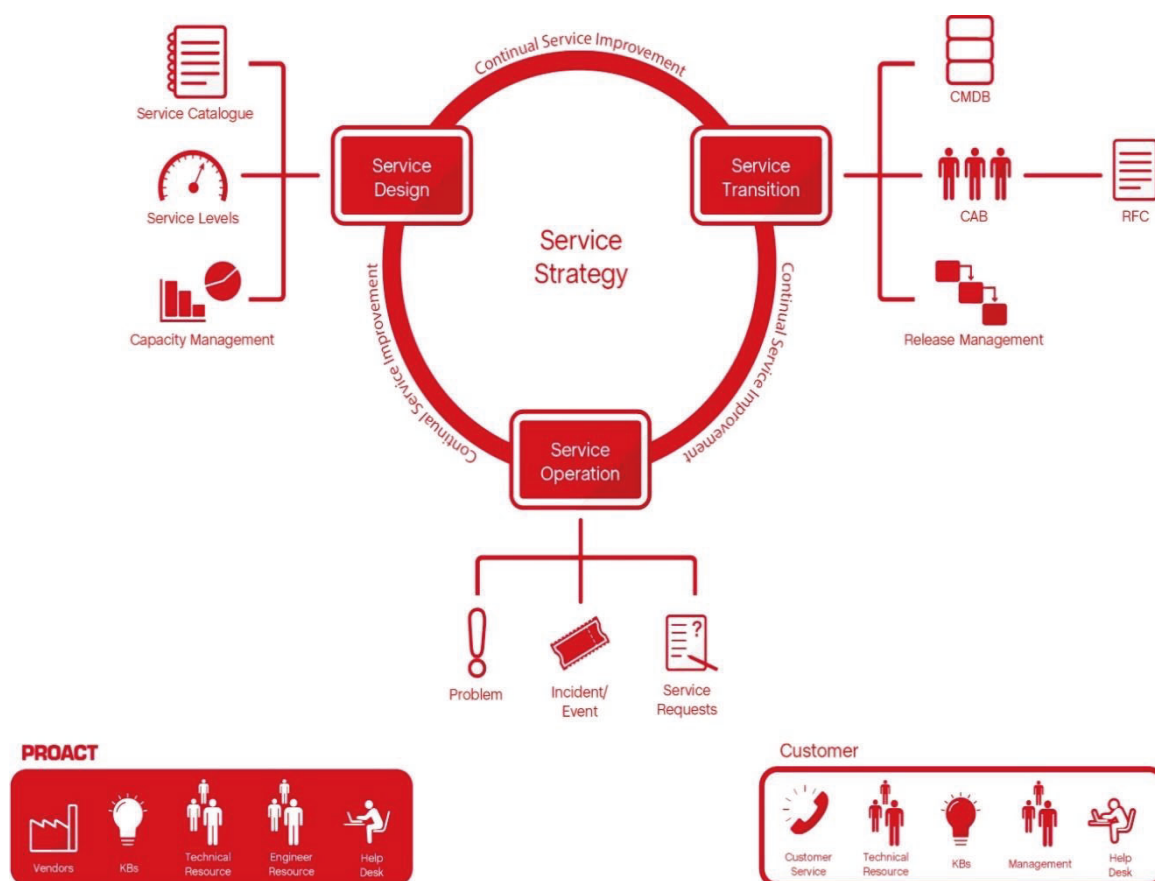 Continual Service Improvement
Service Catalogue
Service Levels
Capacity Management
Service
Design
Service
Transition
CMDB
CAB
RFC
Release Management
Service
Strategy
Continual Service Improvement
Continual Service Improvement
Service
Operation
Problem
Incident/
Event
Service
Requests
?
PROACT
Vendors
KBs
Technical
Resource
Engineer
Resource
Help
Desk
Customer
Customer
Service
Technical
Resource
KBs
Management
Help
Desk